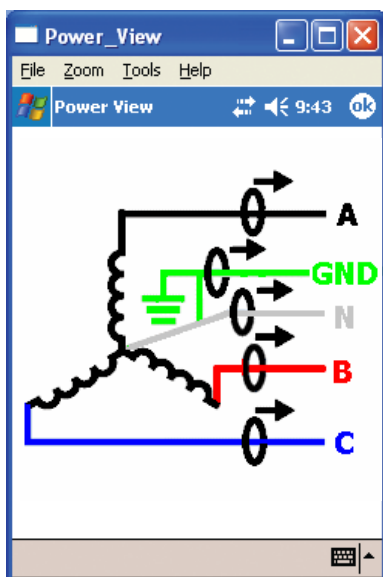 Power_View
File Zoom Tools Help
Power View 9:43 ok
A
GND
N
B
C